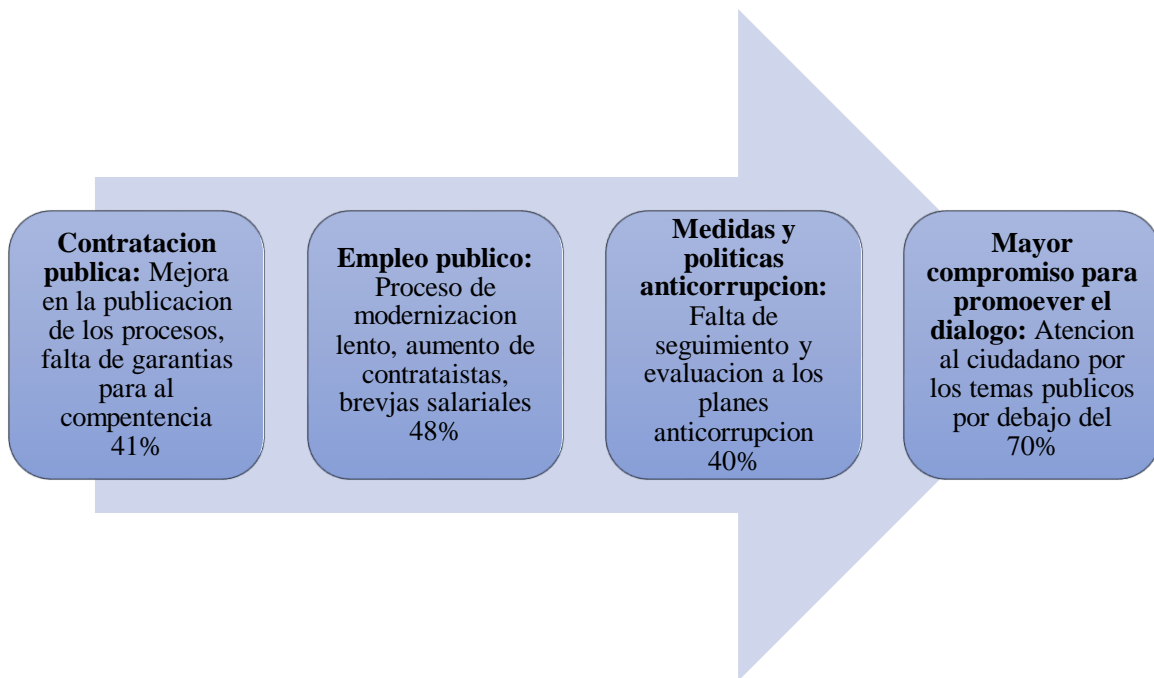 Contratacion
publica: Mejora
en la publicacion
de los procesos,
falta de garantias
para al
compentencia
41%
Empleo publico:
Proceso de
modernizacion
lento, aumento de
contrataistas,
brevjas salariales
48%
Medidas y
politicas
anticorrupcion:
Falta de
seguimiento y
evaluacion a los
planes
anticorrupcion
40%
Mayor
compromiso para
promoever el
dialogo: Atencion
al ciudadano por
los temas publicos
por debajo del
70%